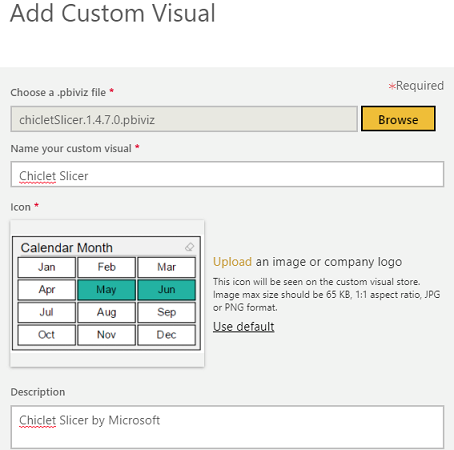 Add Custom Visual
*Required
Choose a .pbiviz file *
chicletSlicer.1.4.7.0.pbiviz
Browse
Name your custom visual *
Chiclet Slicer
Icon *
Calendar Month
Jan Feb Mar
Apr May Jun
Jul Aug Sep
Oct Nov Dec
Upload an image or company logo
This icon will be seen on the custom visual store.
Image max size should be 65 KB, 1:1 aspect ratio, JPG
or PNG format.
Use default
Description
Chiclet Slicer by Microsoft